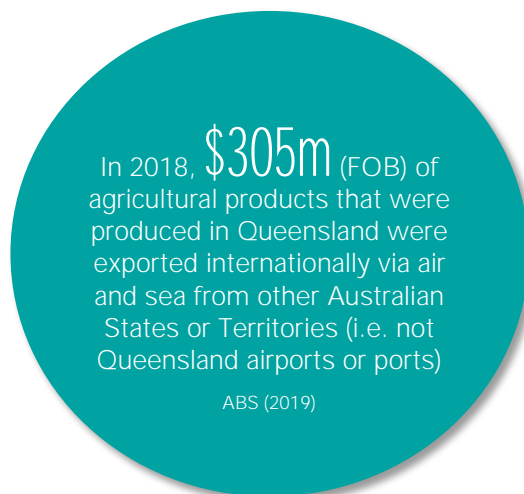 In 2018, $305m (FOB) of
agricultural products that were
produced in Queensland were
exported internationally via air
and sea from other Australian
States or Territories (i.e. not
Queensland airports or ports)
ABS (2019)